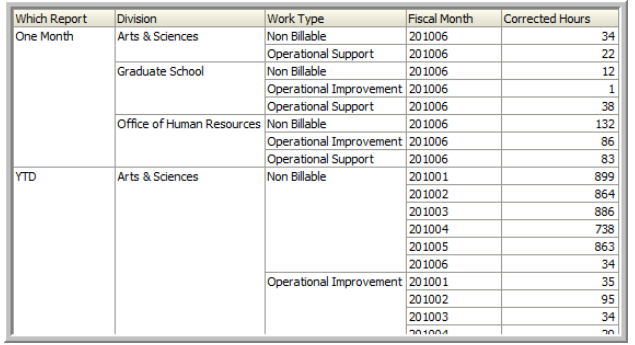 Which Report Division Work Type Fiscal Month Corrected Hours
One Month Arts & Sciences Non Billable 201006 34
Operational Support 201006 22
Graduate School Non Billable 201006 12
Operational Improvement 201006 1
Operational Support 201006 38
Office of Human Resources Non Billable 201006 132
Operational Improvement 201006 86
Operational Support 201006 83
YTD Arts & Sciences Non Billable 201001 899
201002 864
201003 886
201004 738
201005 863
201006 34
Operational Improvement 201001 35
201002 95
201003 34
201004